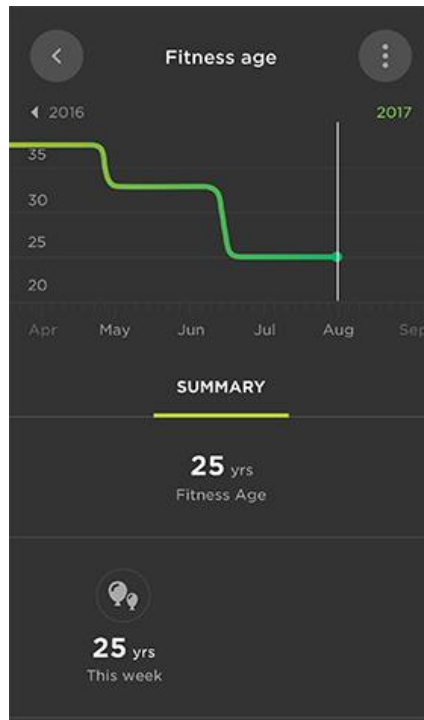 Fitness age
2016 2017
35
30
25
20
Apr May Jun Jul Aug Sep
SUMMARY
25 yrs
Fitness Age
25 yrs
This week